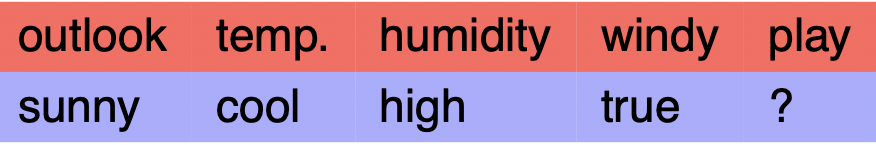 outlook temp. humidity windy play
sunny cool high true ?